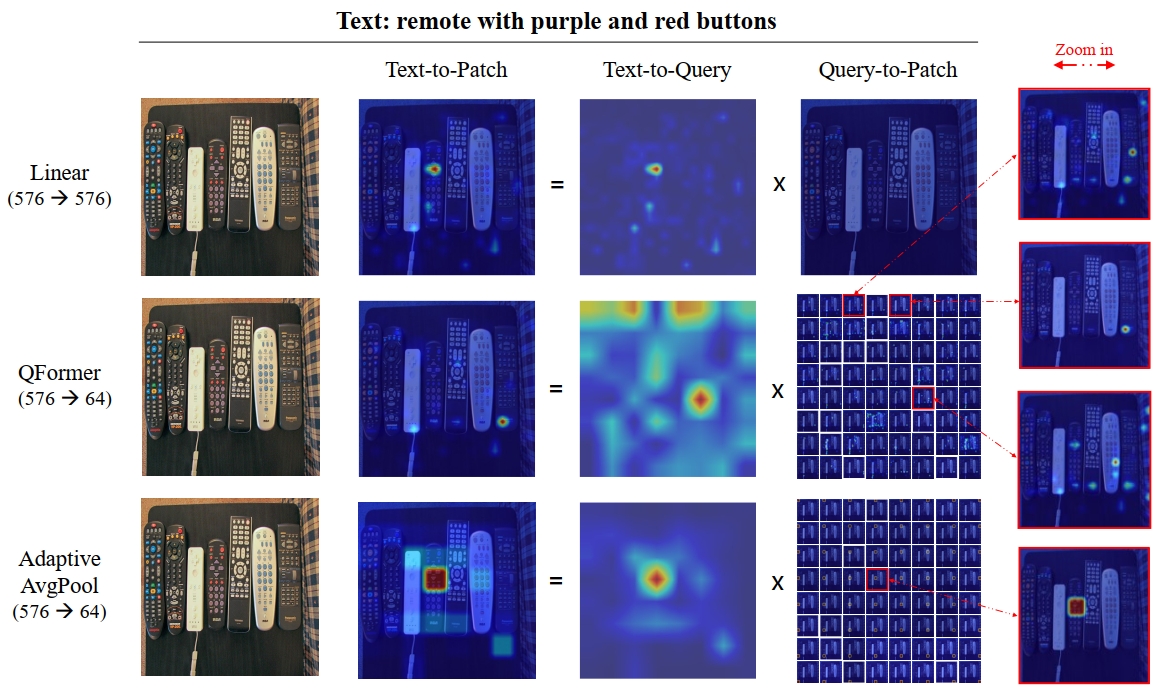 Text: remote with purple and red buttons
Text-to-Patch
Text-to-Query
Query-to-Patch
Zoom in
Linear
(576 → 576)
=
x
QFormer
(576 → 64)
=
x
Adaptive
AvgPool
(576 → 64)
=
x